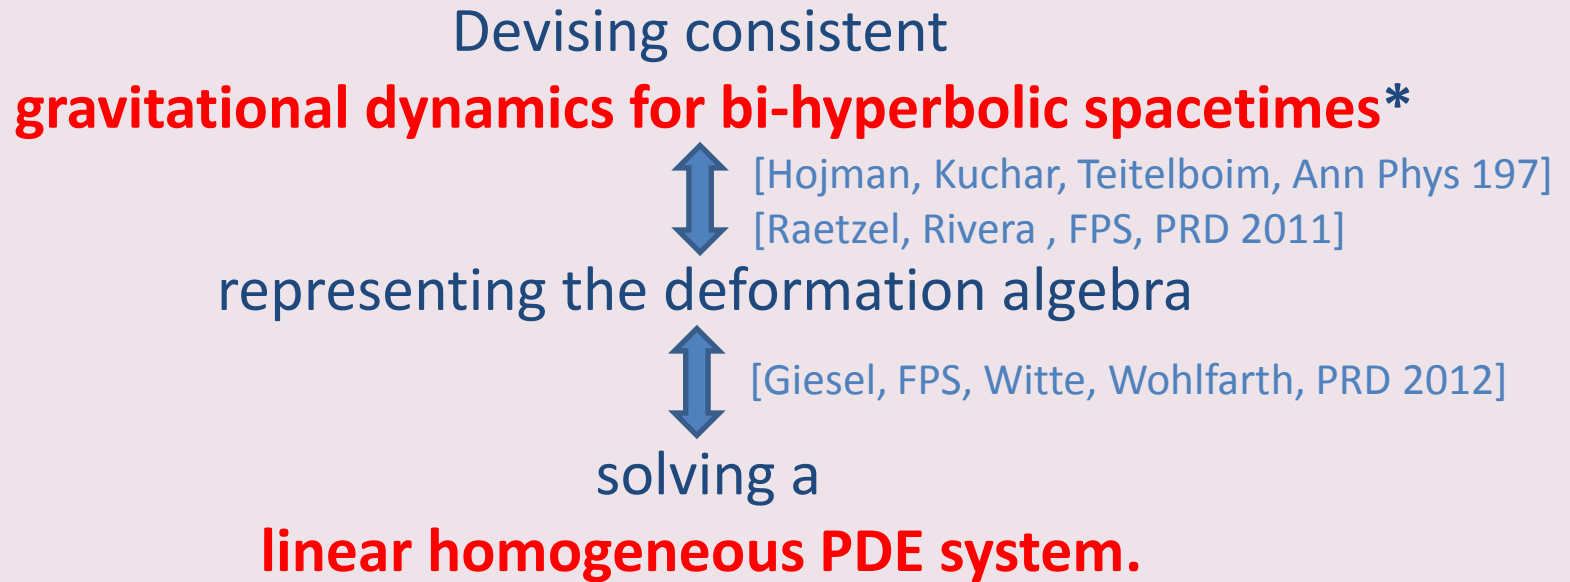 Devising consistent
gravitational dynamics for bi-hyperbolic spacetimes*
[Hojman, Kuchar, Teitelboim, Ann Phys 197]
[Raetzel, Rivera , FPS, PRD 2011]
representing the deformation algebra
[Giesel, FPS, Witte, Wohlfarth, PRD 2012]
solving a
linear homogeneous PDE system.